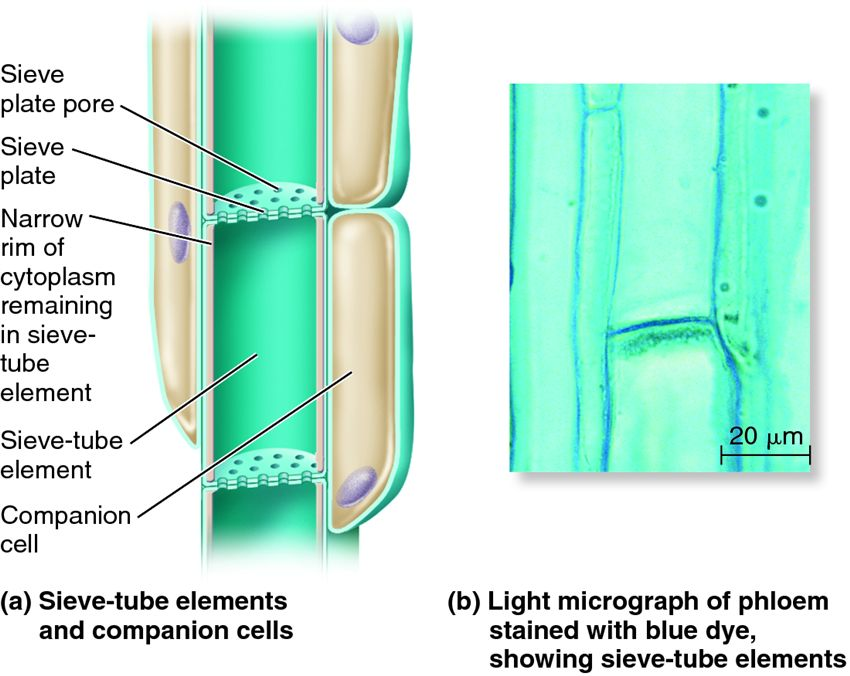 Sieve
plate pore
Sieve
plate
Narrow
rim of
cytoplasm
remaining
in sieve-
tube
element
Sieve-tube
element
Companion
cell
20 μm
(a) Sieve-tube elements
and companion cells
(b) Light micrograph of phloem
stained with blue dye,
showing sieve-tube elements